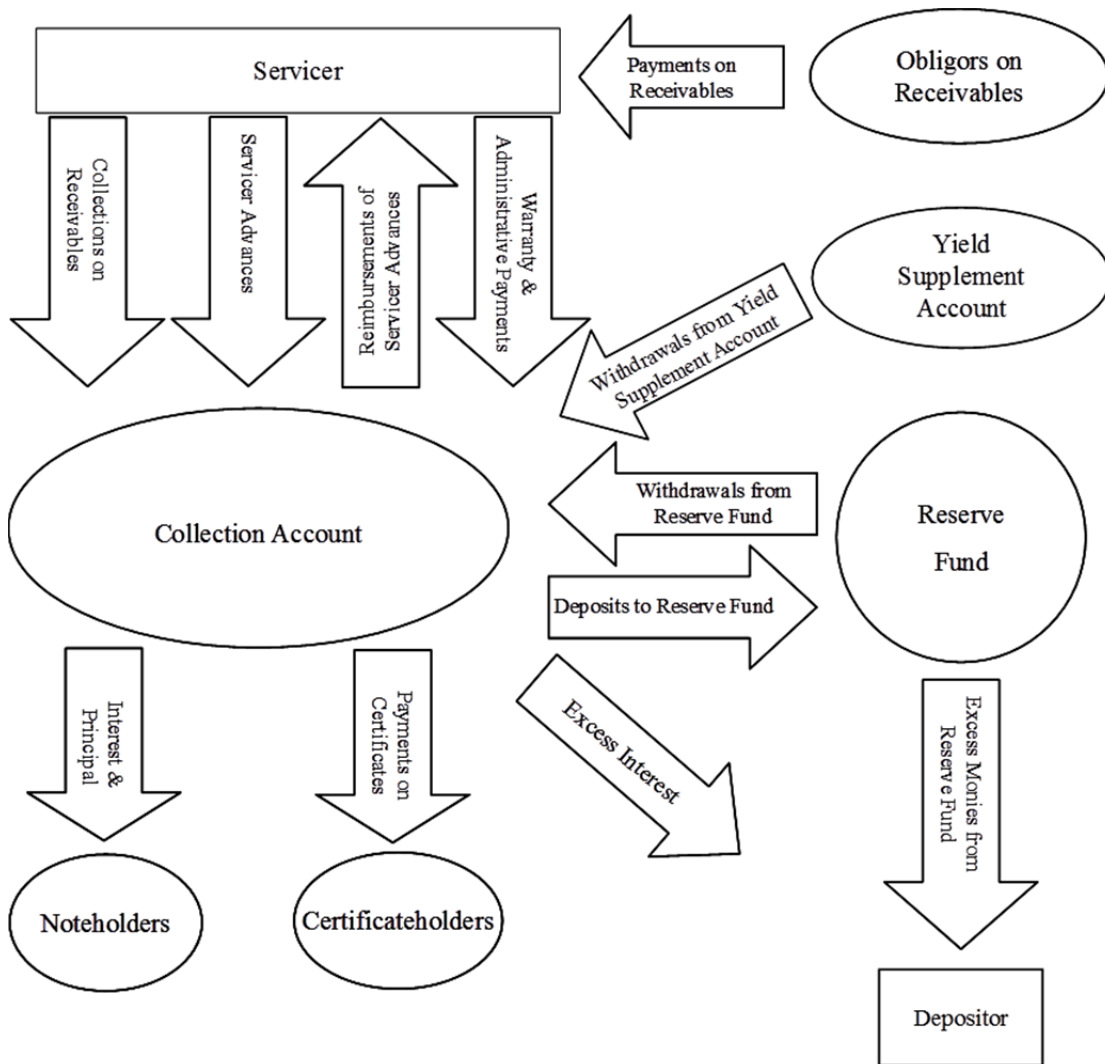 Servicer
Payments on
Receivables
Obligors on
Receivables
Collections on
Receivables
Servicer Advances
Reimbursements of
Servicer Advances
Warranty &
Administrative Payments
Yield
Supplement
Account
Withdrawals from Yield
Supplement Account
Collection Account
Withdrawals from
Reserve Fund
Reserve
Fund
Deposits to Reserve Fund
Interest &
Principal
Payments on
Certificates
Excess Interest
Excess Monies from
Reserve Fund
Noteholders
Certificateholders
Depositor